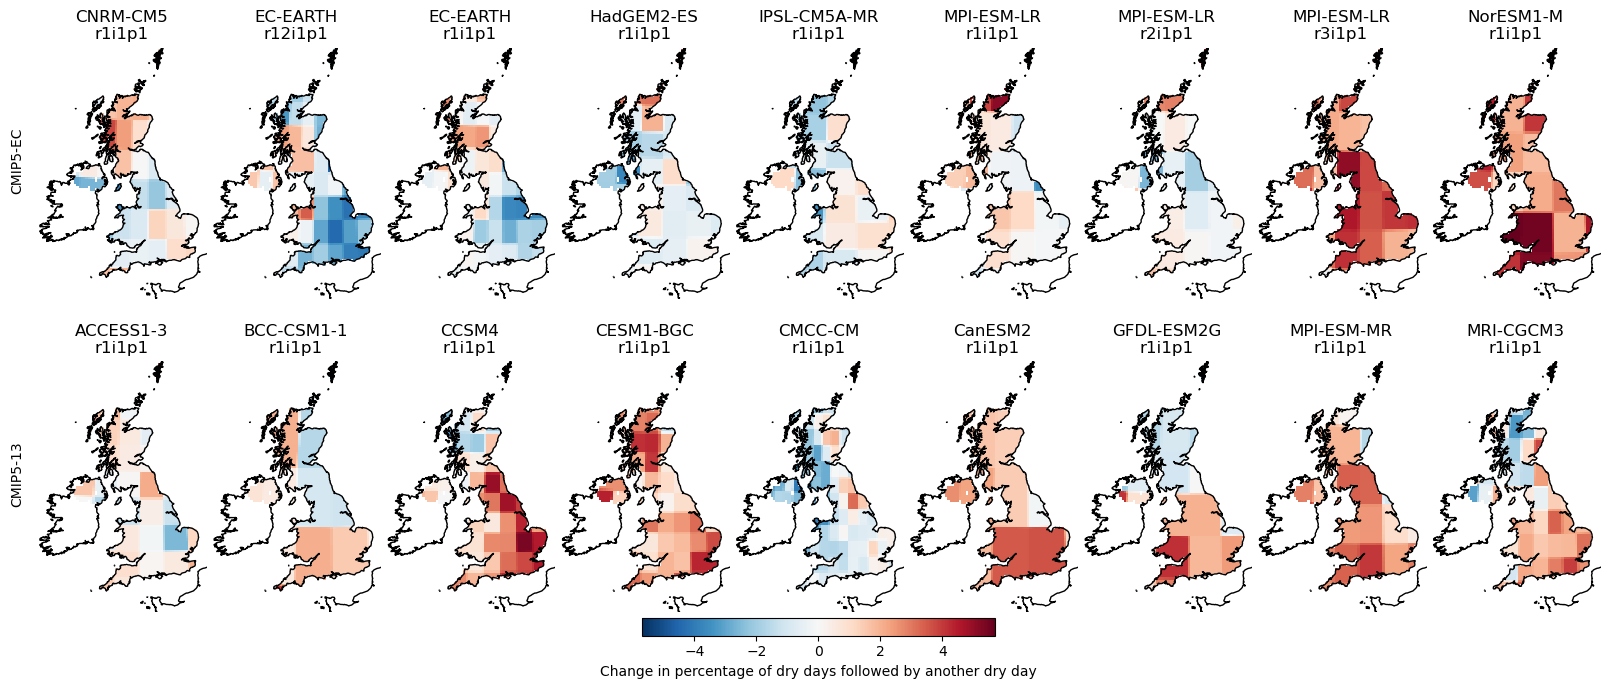 CNRM-CM5
r1i1p1
EC-EARTH
r12i1p1
EC-EARTH
r1i1p1
HadGEM2-ES
r1i1p1
IPSL-CM5A-MR
r1i1p1
MPI-ESM-LR
r1i1p1
MPI-ESM-LR
r2i1p1
MPI-ESM-LR
r3i1p1
NorESM1-M
r1i1p1
CMIP5-EC
ACCESS1-3
r1i1p1
BCC-CSM1-1
r1i1p1
CCSM4
r1i1p1
CESM1-BGC
r1i1p1
CMCC-CM
r1i1p1
CanESM2
r1i1p1
GFDL-ESM2G
r1i1p1
MPI-ESM-MR
r1i1p1
MRI-CGCM3
r1i1p1
CMIP5-13
−4 −2 0 2 4
Change in percentage of dry days followed by another dry day